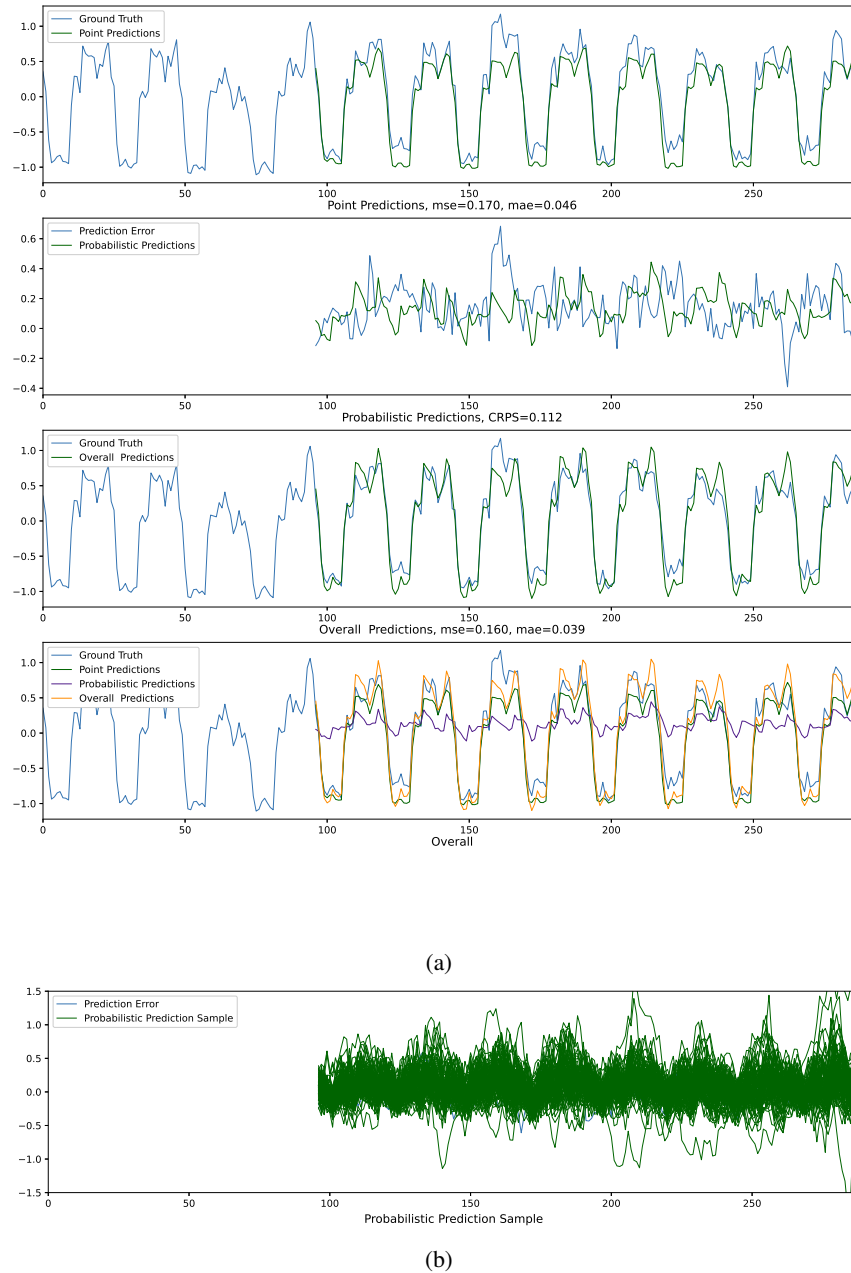 Ground Truth
Point Predictions
1.0
0.5
0.0
−0.5
−1.0
0 50 100 150 200 250
Point Predictions, mse=0.170, mae=0.046
Prediction Error
Probabilistic Predictions
0.6
0.4
0.2
0.0
−0.2
−0.4
0 50 100 150 200 250
Probabilistic Predictions, CRPS=0.112
Ground Truth
Overall  Predictions
1.0
0.5
0.0
−0.5
−1.0
0 50 100 150 200 250
Overall  Predictions, mse=0.160, mae=0.039
Ground Truth
Point Predictions
Probabilistic Predictions
Overall  Predictions
1.0
0.5
0.0
−0.5
−1.0
0 50 100 150 200 250
Overall
(a)
Prediction Error
Probabilistic Prediction Sample
1.5
1.0
0.5
0.0
−0.5
−1.0
−1.5
0 50 100 150 200 250
Probabilistic Prediction Sample
(b)